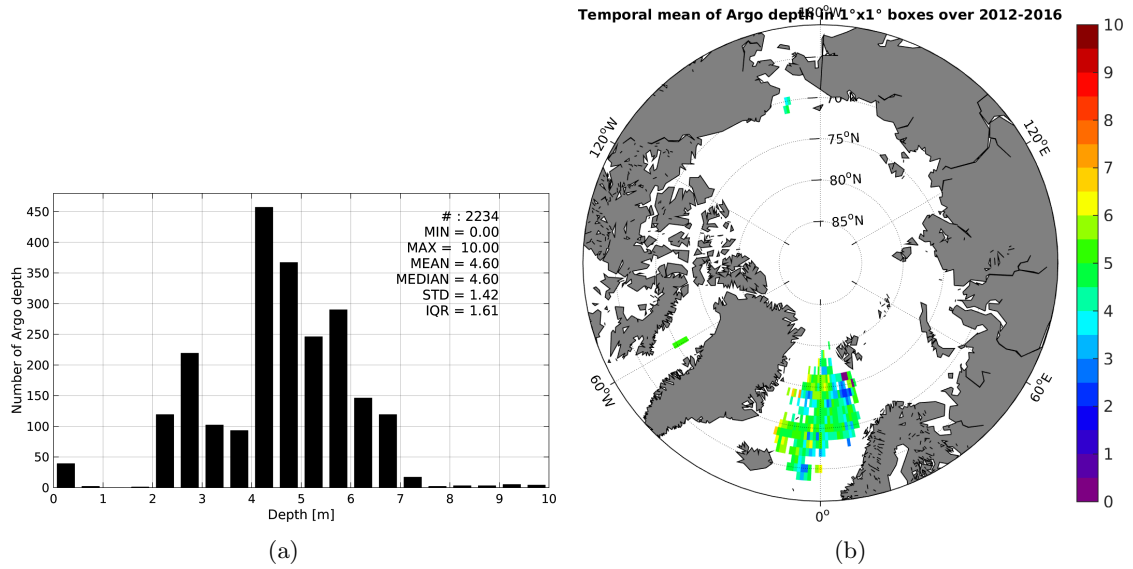 Temporal mean of Argo depth in 1°x1° boxes over 2012-2016
180°W
# : 2234
MIN = 0.00
MAX = 10.00
MEAN = 4.60
MEDIAN = 4.60
STD = 1.42
IQR = 1.61
Number of Argo depth
450
400
350
300
250
200
150
100
50
0
0 1 2 3 4 5 6 7 8 9 10
Depth [m]
(a)
120°W
60°W
0°
60°E
120°E
70°N
75°N
80°N
85°N
10
9
8
7
6
5
4
3
2
1
0
(b)